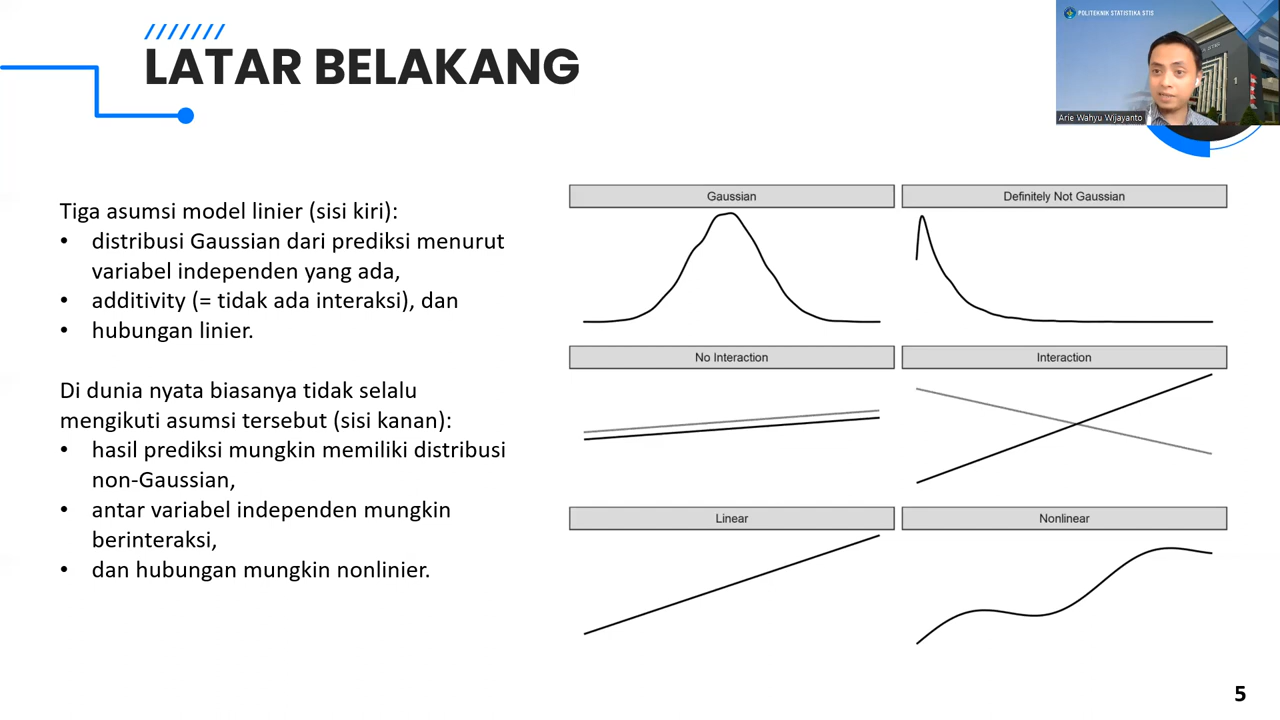 LATAR BELAKANG
POLITEKNIK STATISTIKA STIS
Arie Wahyu Wijayanto
Tiga asumsi model linier (sisi kiri):
• distribusi Gaussian dari prediksi menurut
variabel independen yang ada,
• additivity (= tidak ada interaksi), dan
• hubungan linier.
Di dunia nyata biasanya tidak selalu
mengikuti asumsi tersebut (sisi kanan):
• hasil prediksi mungkin memiliki distribusi
non-Gaussian,
• antar variabel independen mungkin
berinteraksi,
• dan hubungan mungkin nonlinier.
Gaussian
Definitely Not Gaussian
No Interaction
Interaction
Linear
Nonlinear
5